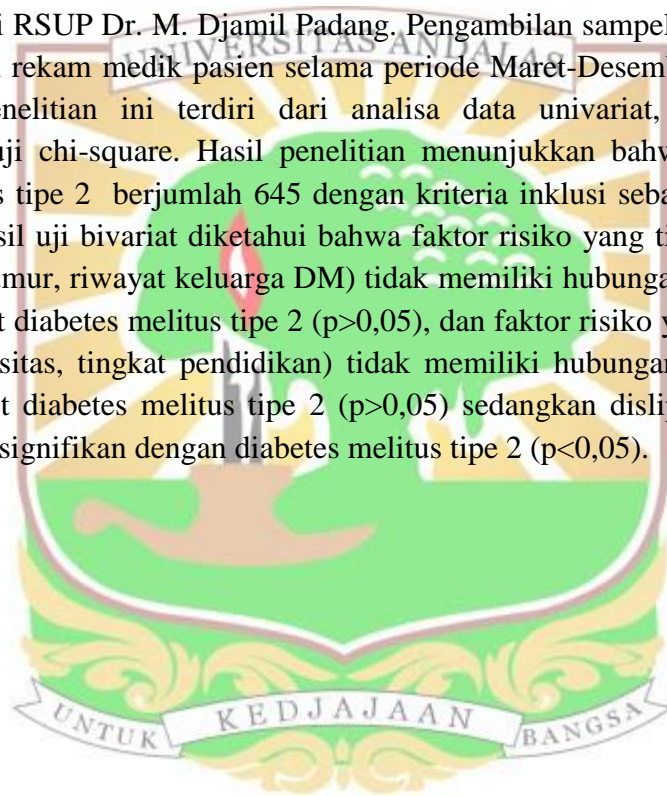 i RSUP Dr. M. Djamil Padang. Pengambilan sampel
UNIVERSITAS ANDALAS
rekam medik pasien selama periode Maret-Desemb
enelitian ini terdiri dari analisa data univariat,
uji chi-square. Hasil penelitian menunjukkan bahw
s tipe 2 berjumlah 645 dengan kriteria inklusi seba
sil uji bivariat diketahui bahwa faktor risiko yang ti
umur, riwayat keluarga DM) tidak memiliki hubunga
t diabetes melitus tipe 2 (p>0,05), dan faktor risiko y
sitas, tingkat pendidikan) tidak memiliki hubungan
t diabetes melitus tipe 2 (p>0,05) sedangkan dislip
signifikan dengan diabetes melitus tipe 2 (p<0,05).
UNTUK KEDJAJAAN BANGSA